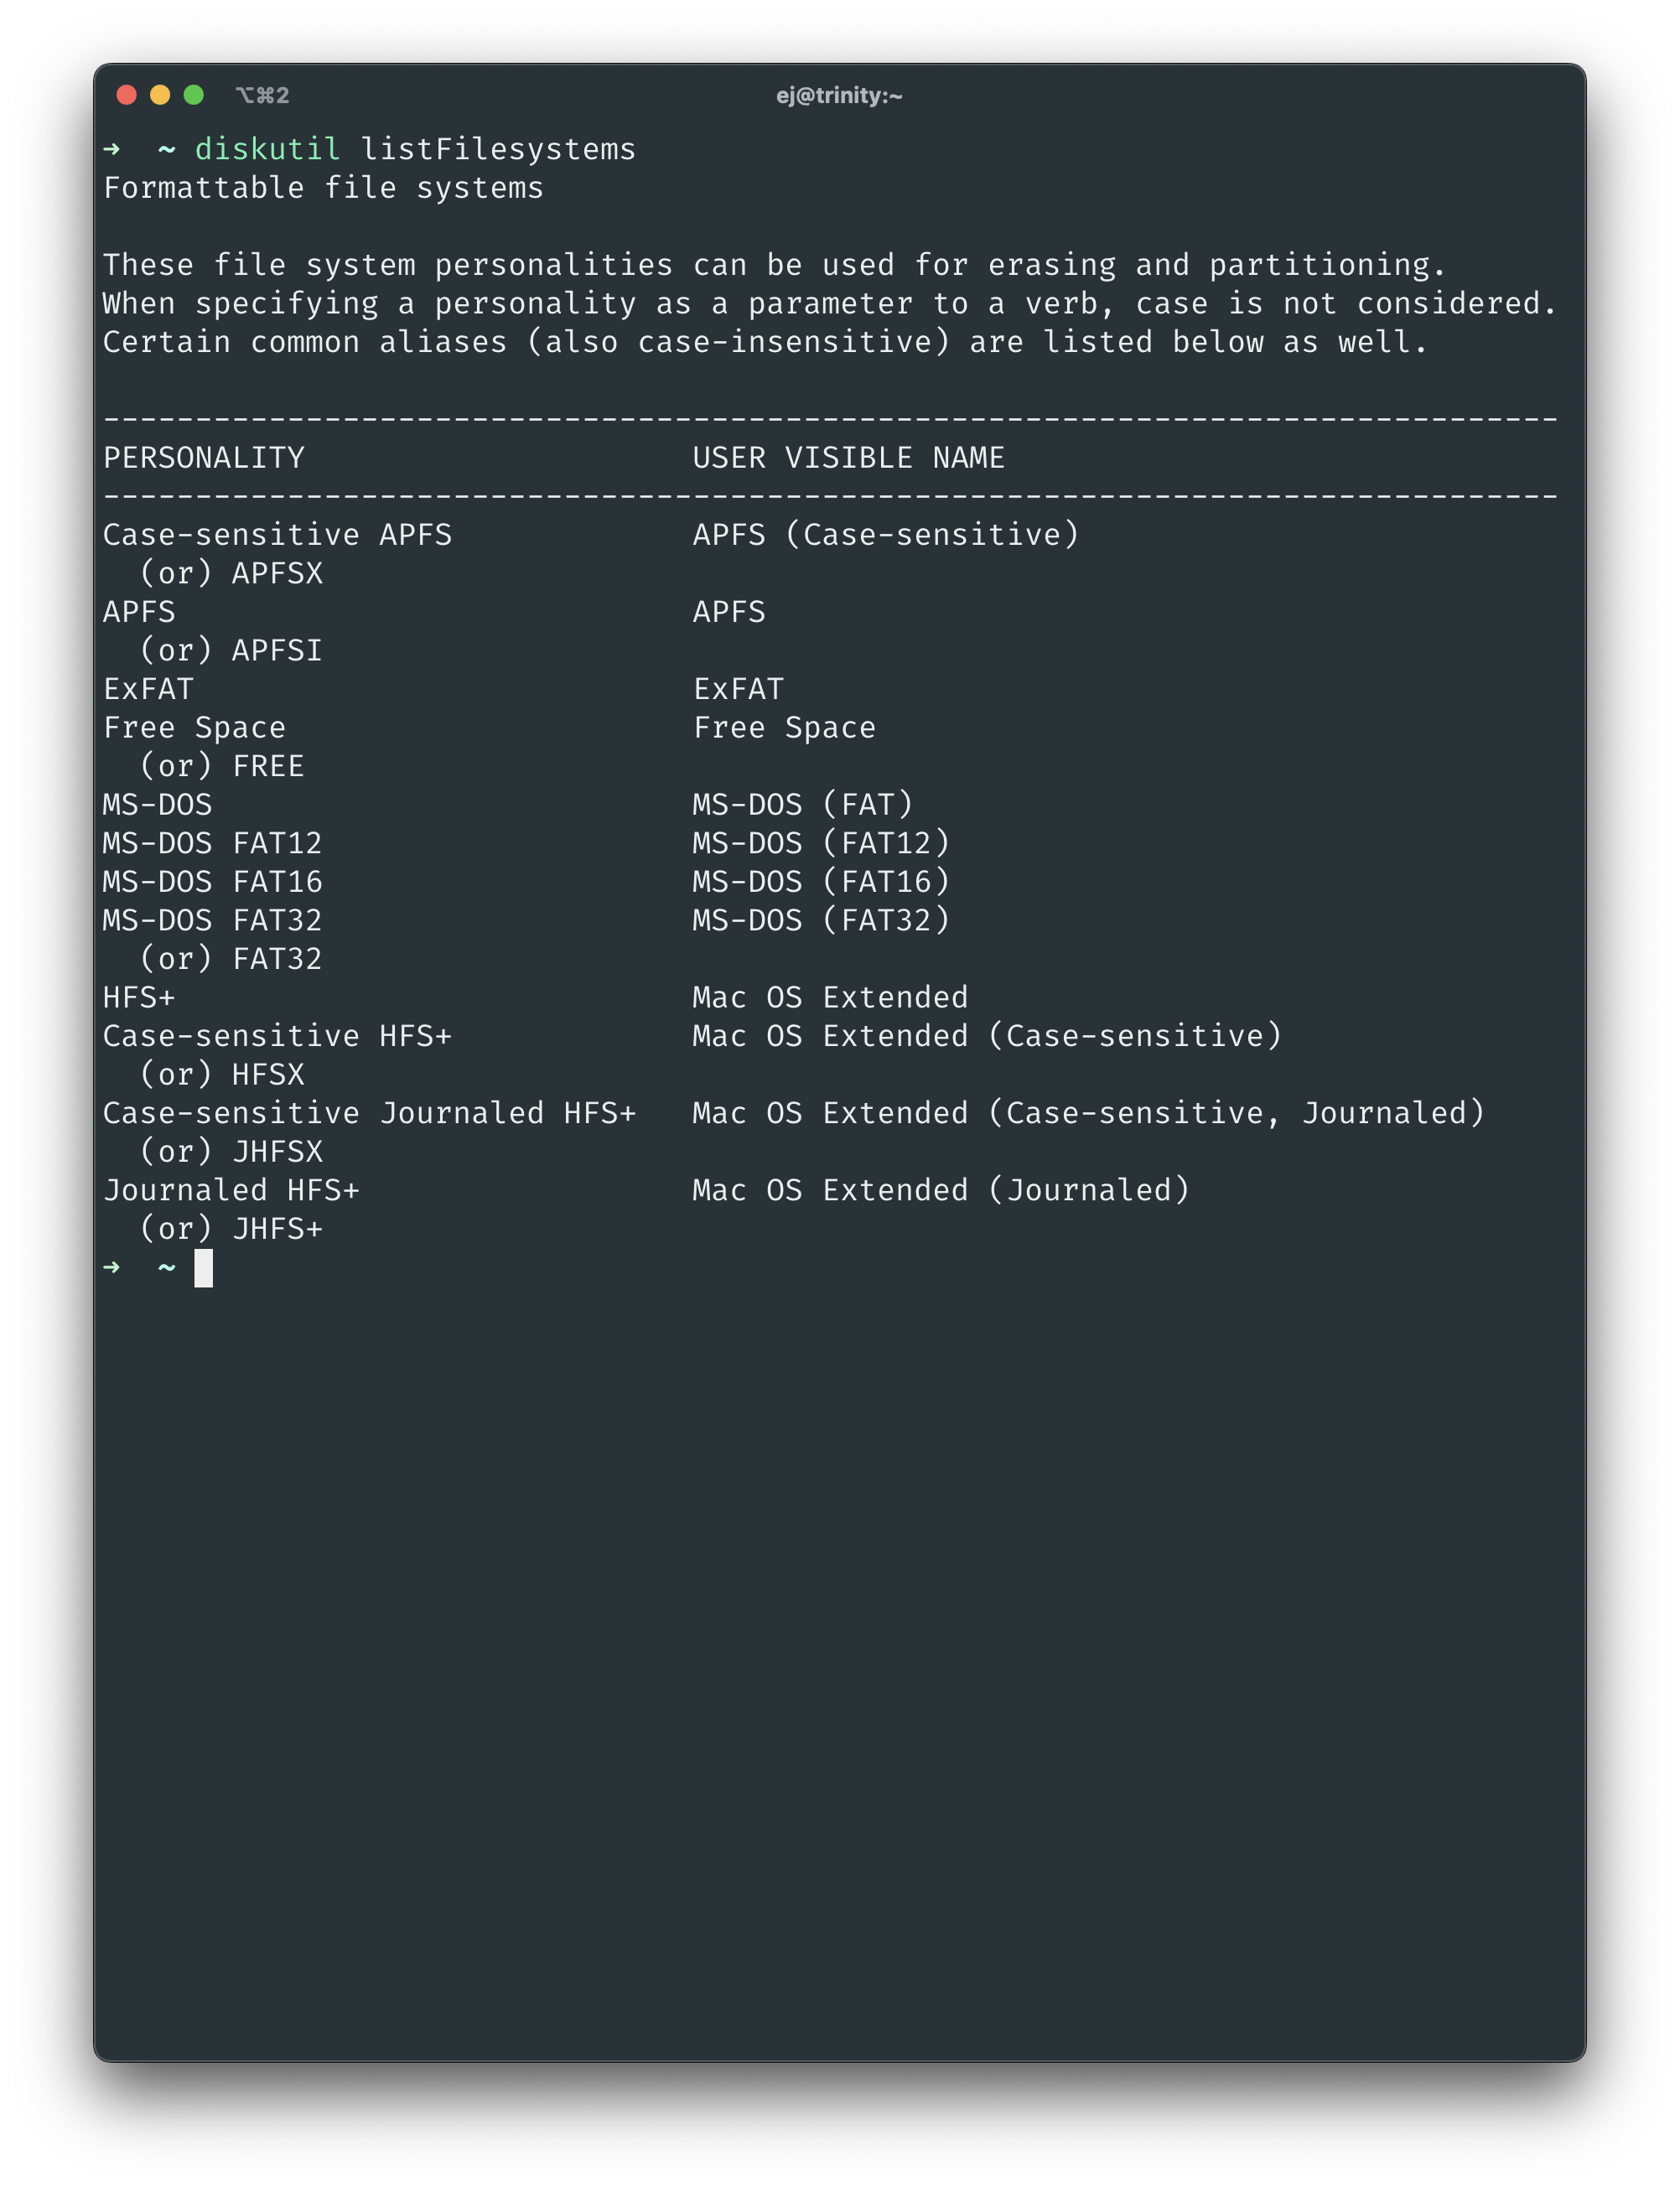 ⌥⌘2
ej@trinity:~
➜  ~ diskutil listFilesystems
Formattable file systems

These file system personalities can be used for erasing and partitioning.
When specifying a personality as a parameter to a verb, case is not considered.
Certain common aliases (also case-insensitive) are listed below as well.

-------------------------------------------------------------------------------
PERSONALITY                     USER VISIBLE NAME
-------------------------------------------------------------------------------
Case-sensitive APFS             APFS (Case-sensitive)
  (or) APFSX
APFS                            APFS
  (or) APFSI
ExFAT                           ExFAT
Free Space                      Free Space
  (or) FREE
MS-DOS                          MS-DOS (FAT)
MS-DOS FAT12                    MS-DOS (FAT12)
MS-DOS FAT16                    MS-DOS (FAT16)
MS-DOS FAT32                    MS-DOS (FAT32)
  (or) FAT32
HFS+                            Mac OS Extended
Case-sensitive HFS+             Mac OS Extended (Case-sensitive)
  (or) HFSX
Case-sensitive Journaled HFS+   Mac OS Extended (Case-sensitive, Journaled)
  (or) JHFSX
Journaled HFS+                  Mac OS Extended (Journaled)
  (or) JHFS+
➜  ~